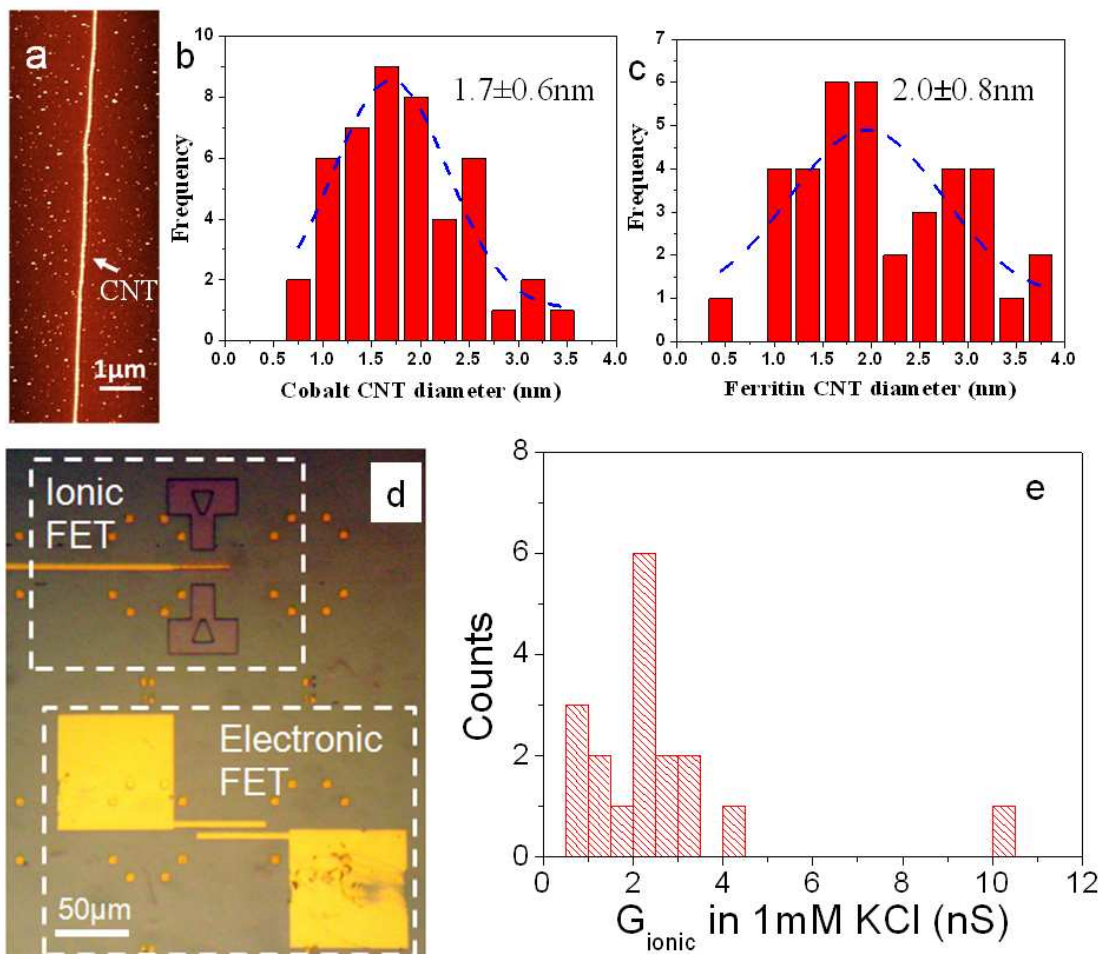 a
CNT
1μm
b
1.7±0.6nm
Frequency
10
8
6
4
2
0
0.0 0.5 1.0 1.5 2.0 2.5 3.0 3.5 4.0
Cobalt CNT diameter (nm)
c
2.0±0.8nm
Frequency
7
6
5
4
3
2
1
0
0.0 0.5 1.0 1.5 2.0 2.5 3.0 3.5 4.0
Ferritin CNT diameter (nm)
d
Ionic
FET
Electronic
FET
50μm
e
Counts
8
6
4
2
0
0 2 4 6 8 10 12
G_ionic in 1mM KCl (nS)